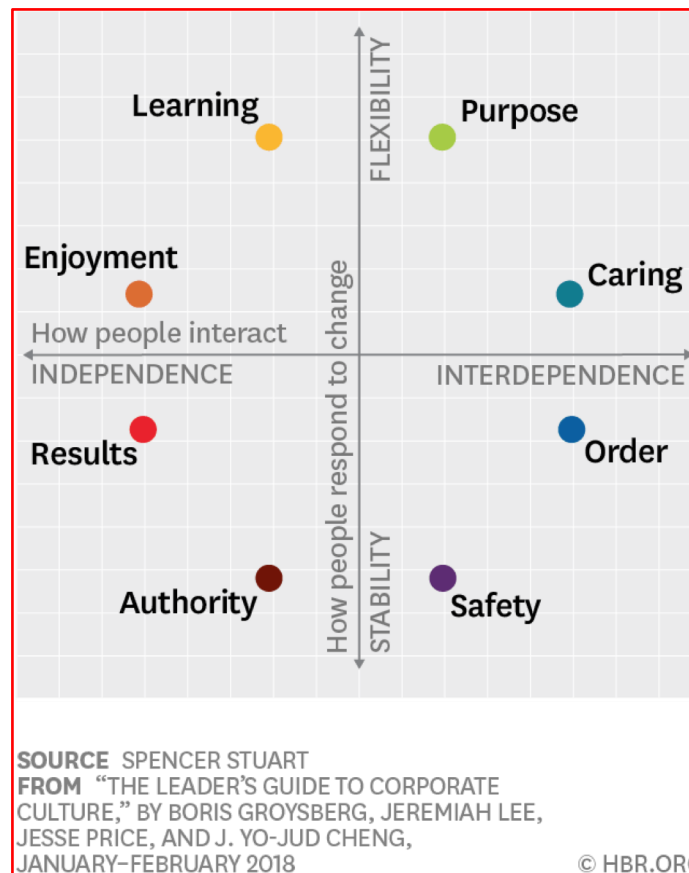 FLEXIBILITY
Learning
Purpose
Enjoyment
Caring
How people interact
How people respond to change
INDEPENDENCE
INTERDEPENDENCE
Results
Order
STABILITY
Authority
Safety
SOURCE SPENCER STUART
FROM “THE LEADER’S GUIDE TO CORPORATE
CULTURE,” BY BORIS GROYSBERG, JEREMIAH LEE,
JESSE PRICE, AND J. YO-JUD CHENG,
JANUARY–FEBRUARY 2018
© HBR.ORG